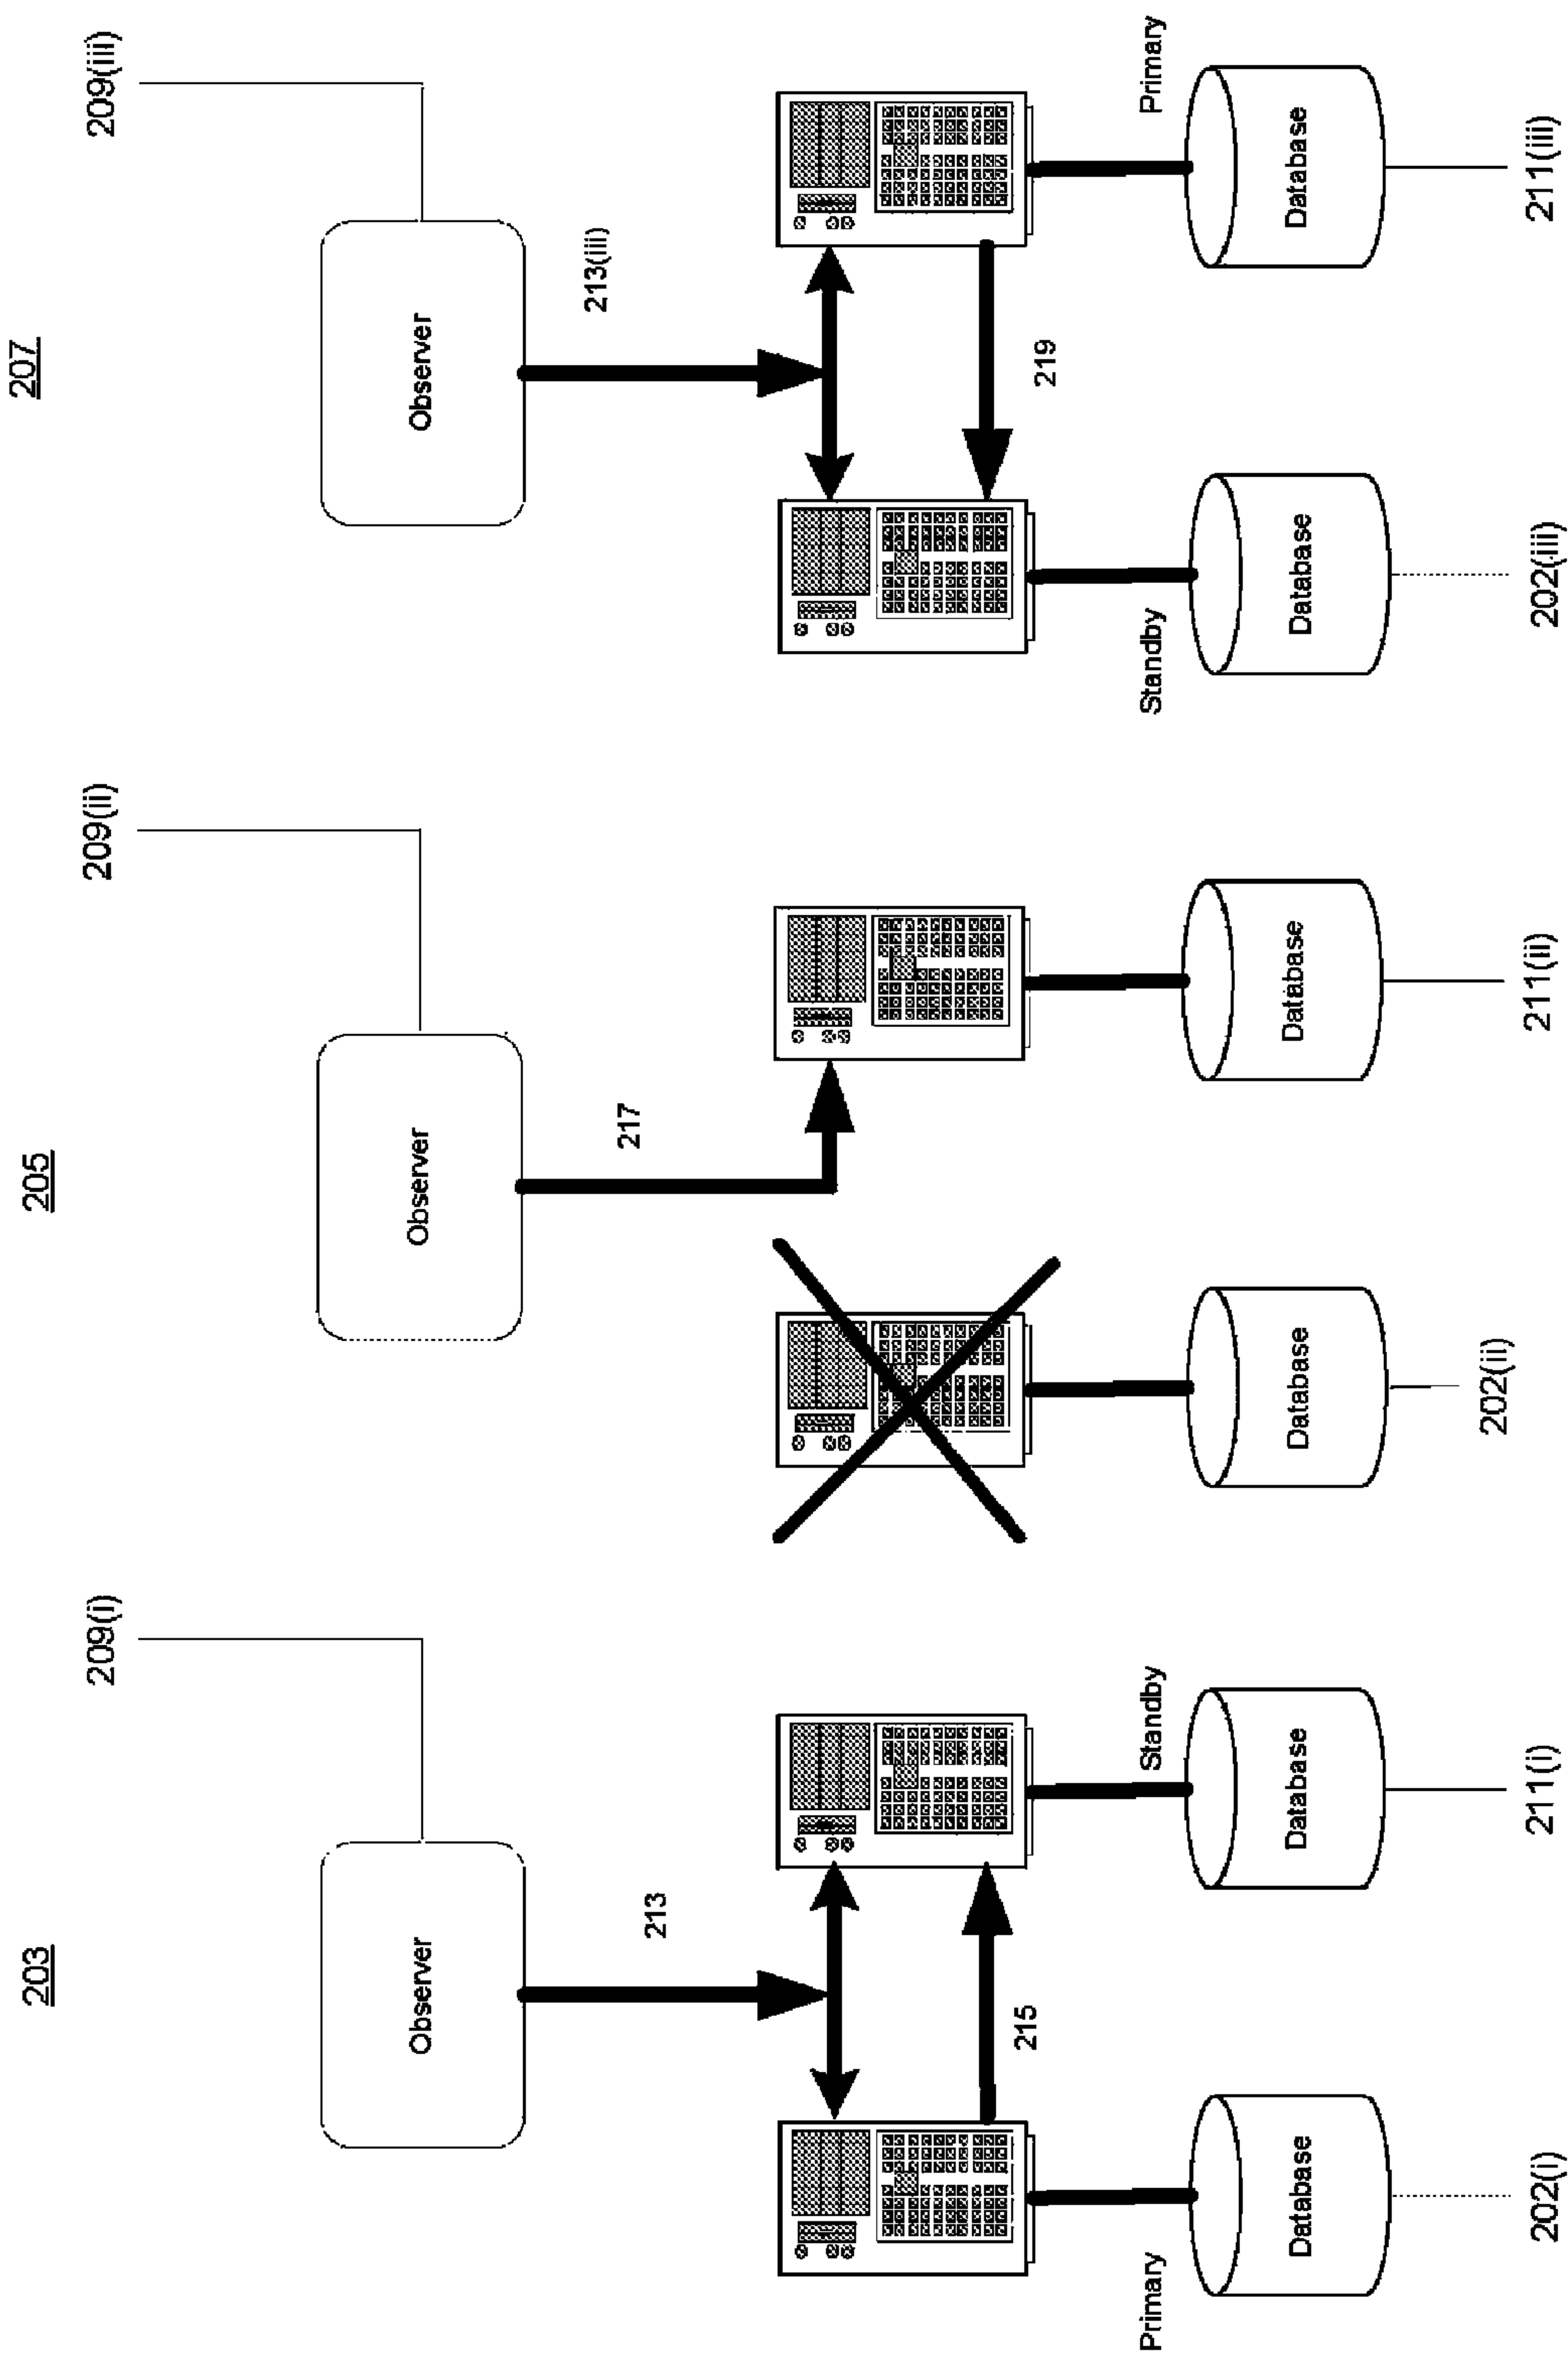 203
209(i)
Observer
213
215
Primary
Standby
Database
Database
202(i)
211(i)
205
209(ii)
Observer
217
Database
Database
202(ii)
211(ii)
207
209(iii)
Observer
213(iii)
219
Standby
Primary
Database
Database
202(iii)
211(iii)